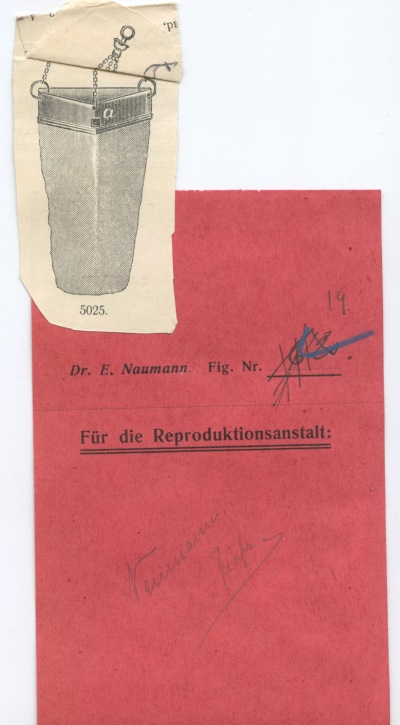 a
5025.
19
Dr. E. Naumann. Fig. Nr.
Für die Reproduktionsanstalt:
Naumann